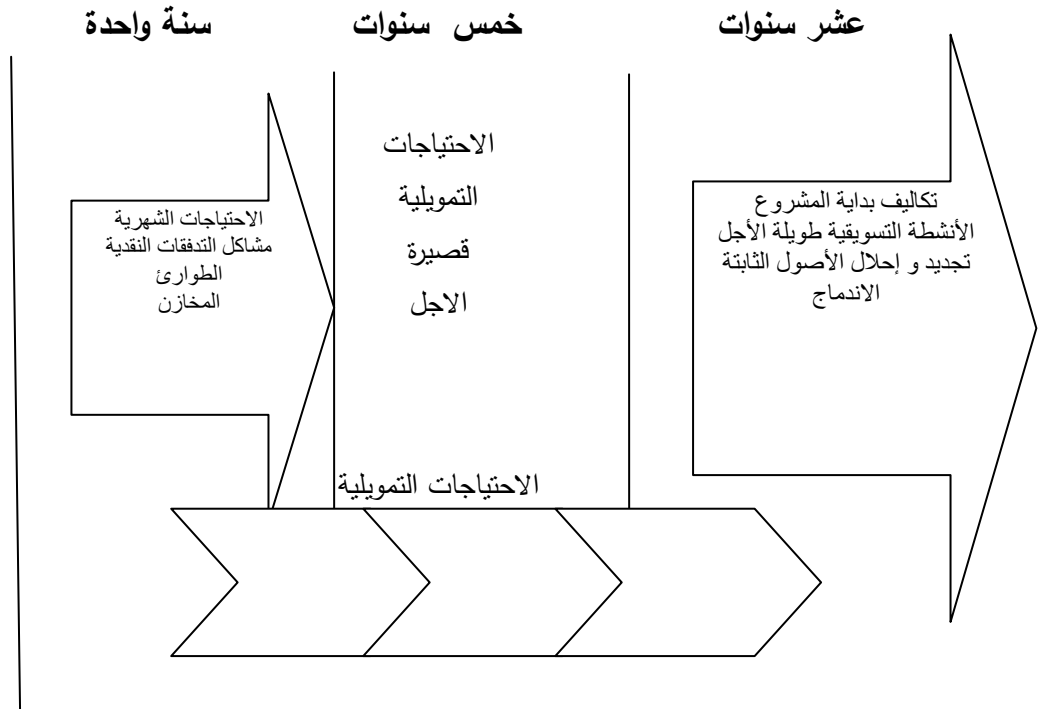 سنة واحدة
خمس سنوات
عشر سنوات
الاحتياجات الشهرية
مشاكل التدفقات النقدية
الطوارئ
المخازن
الاحتياجات
التمويلية
قصيرة
الاجل
تكاليف بداية المشروع
الأنشطة التسويقية طويلة الأجل
تجديد و إحلال الأصول الثابتة
الاندماج
الاحتياجات التمويلية